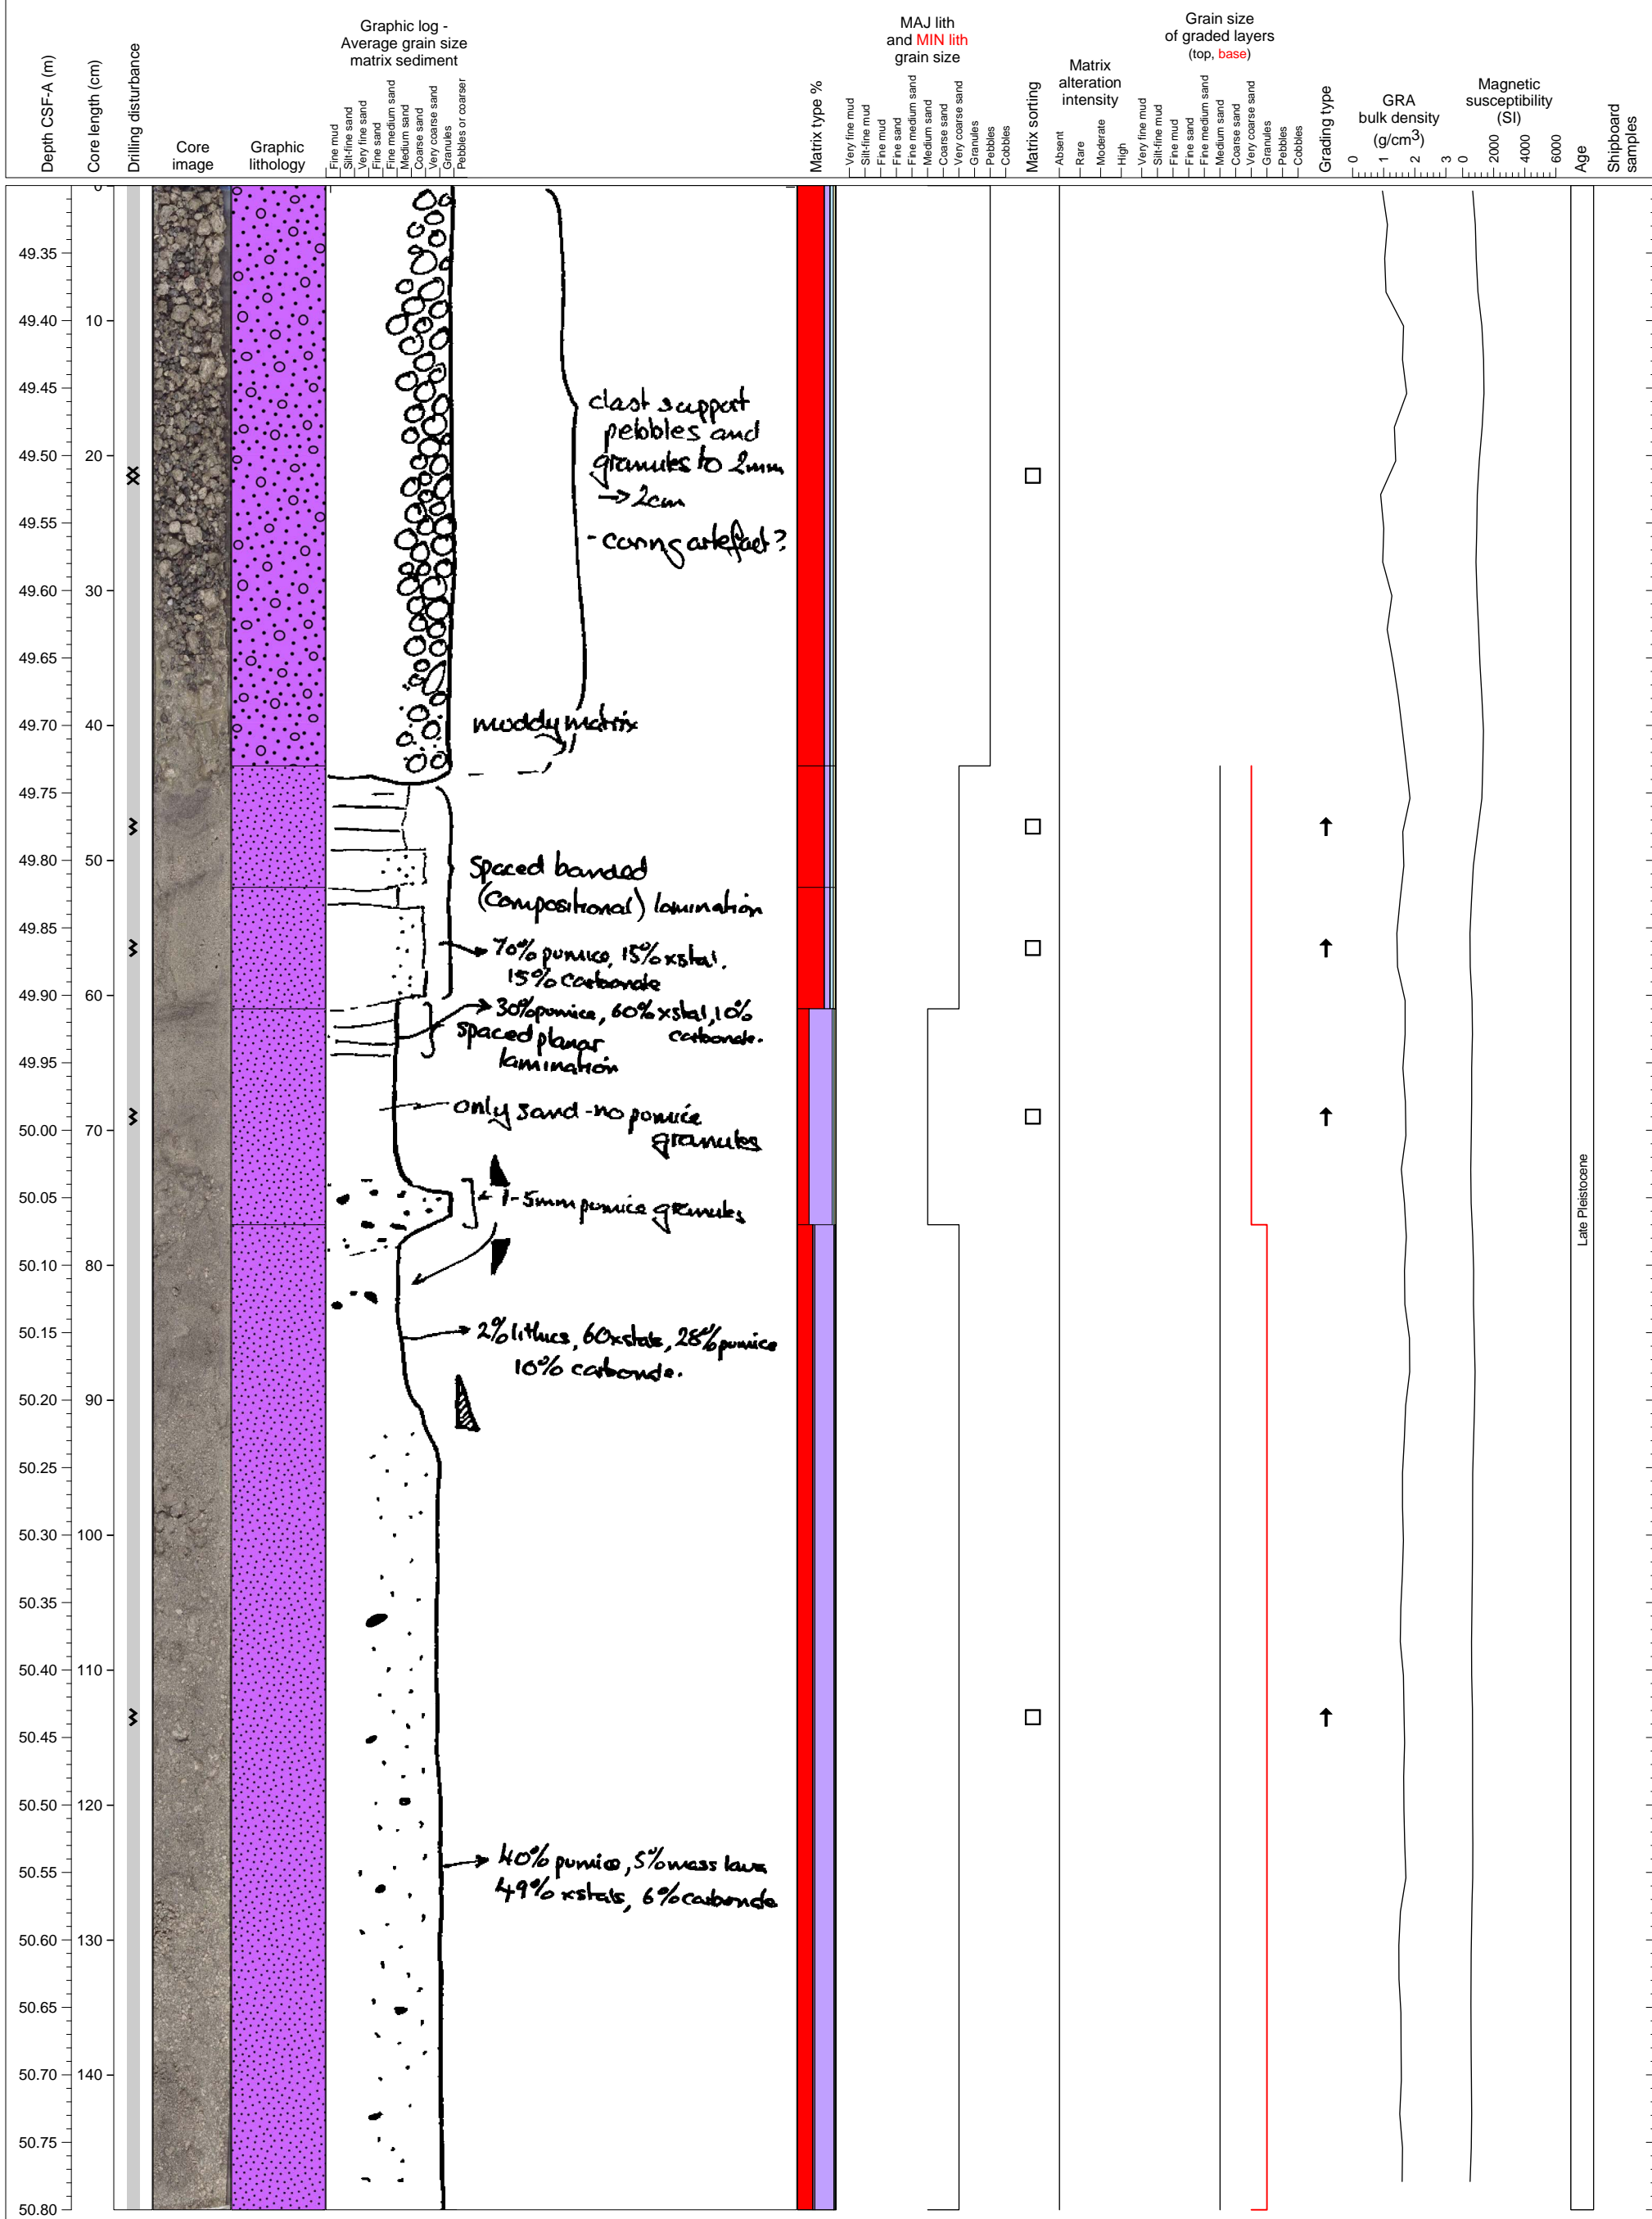 Depth CSF-A (m)
Core length (cm)
Drilling disturbance
Core
image
Graphic
lithology
Graphic log -
Average grain size
matrix sediment
Fine mud
Silt-fine sand
Very fine sand
Fine sand
Fine medium sand
Medium sand
Coarse sand
Very coarse sand
Granules
Pebbles or coarser
Matrix type %
MAJ lith
and MIN lith
grain size
Very fine mud
Silt-fine mud
Fine mud
Fine sand
Fine medium sand
Medium sand
Coarse sand
Very coarse sand
Granules
Pebbles
Cobbles
Matrix sorting
Matrix
alteration
intensity
Absent
Rare
Moderate
High
Grain size
of graded layers
(top, base)
Very fine mud
Silt-fine mud
Fine mud
Fine sand
Fine medium sand
Medium sand
Coarse sand
Very coarse sand
Granules
Pebbles
Cobbles
Grading type
GRA
bulk density
(g/cm3)
0 1 2 3
Magnetic
susceptibility
(SI)
0 2000 4000 6000
Age
Shipboard
samples
0
49.35
49.40 10
49.45
49.50 20
49.55
49.60 30
49.65
49.70 40
49.75
49.80 50
49.85
49.90 60
49.95
50.00 70
50.05
50.10 80
50.15
50.20 90
50.25
50.30 100
50.35
50.40 110
50.45
50.50 120
50.55
50.60 130
50.65
50.70 140
50.75
50.80
clast support
pebbles and
granules to 2mm
→ 2cm
- coring artefact?
muddy matrix
Spaced banded
(compositional) lamination
70% pumice, 15% xstal.
15% carbonate
30% pumice, 60% xstal, 10%
carbonate.
spaced planar
lamination
only sand - no pumice
granules
1-5mm pumice granules
2% lithics, 60 xstals, 28% pumice
10% carbonde.
40% pumice, 5% mass lava
49% xstals, 6% carbonde
Late Pleistocene